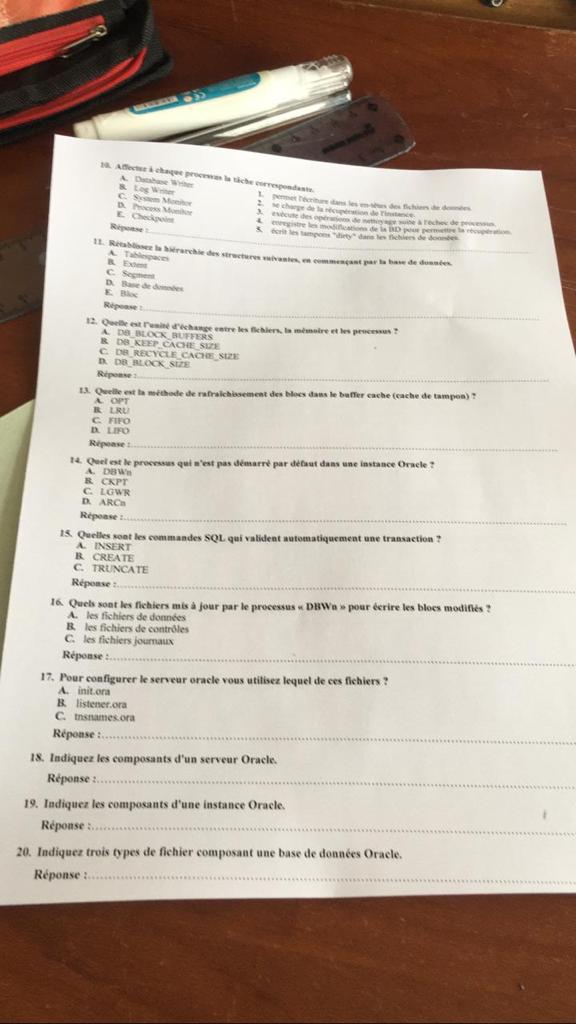 10. Affectez à chaque processus la tâche correspondante.
A. Database Writer
B. Log Writer
C. System Monitor
D. Process Monitor
E. Checkpoint
1. permet l'écriture dans les en-têtes des fichiers de données.
2. se charge de la récupération de l'instance.
3. exécute des opérations de nettoyage suite à l'échec de processus.
4. enregistre les modifications de la BD pour permettre la récupération.
5. écrit les tampons "dirty" dans les fichiers de données.
Réponse :
11. Rétablissez la hiérarchie des structures suivantes, en commençant par la base de données.
A. Tablespaces
B. Extent
C. Segment
D. Base de données
E. Bloc
Réponse :
12. Quelle est l'unité d'échange entre les fichiers, la mémoire et les processus ?
A. DB_BLOCK_BUFFERS
B. DB_KEEP_CACHE_SIZE
C. DB_RECYCLE_CACHE_SIZE
D. DB_BLOCK_SIZE
Réponse :
13. Quelle est la méthode de rafraîchissement des blocs dans le buffer cache (cache de tampon) ?
A. OPT
B. LRU
C. FIFO
D. LIFO
Réponse :
14. Quel est le processus qui n'est pas démarré par défaut dans une instance Oracle ?
A. DBWn
B. CKPT
C. LGWR
D. ARCn
Réponse :
15. Quelles sont les commandes SQL qui valident automatiquement une transaction ?
A. INSERT
B. CREATE
C. TRUNCATE
Réponse :
16. Quels sont les fichiers mis à jour par le processus « DBWn » pour écrire les blocs modifiés ?
A. les fichiers de données
B. les fichiers de contrôles
C. les fichiers journaux
Réponse :
17. Pour configurer le serveur oracle vous utilisez lequel de ces fichiers ?
A. init.ora
B. listener.ora
C. tnsnames.ora
Réponse :
18. Indiquez les composants d'un serveur Oracle.
Réponse :
19. Indiquez les composants d'une instance Oracle.
Réponse :
20. Indiquez trois types de fichier composant une base de données Oracle.
Réponse :